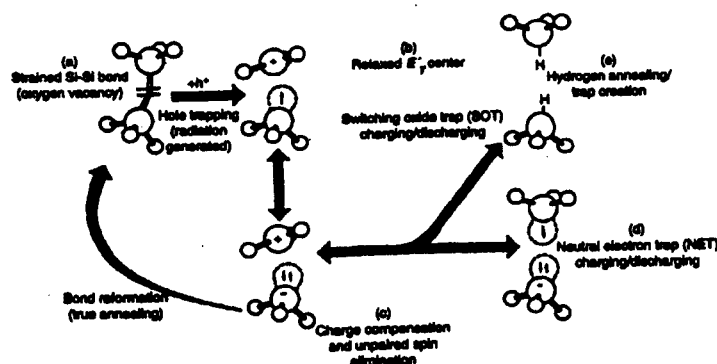 (a)
Strained Si-Si bond
(oxygen vacancy)
+h⁺
Hole trapping
(radiation
generated)
(b)
Relaxed E'γ center
(e)
Hydrogen annealing/
trap creation
H
H
Switching oxide trap (SOT)
charging/discharging
(d)
Neutral electron trap (NET)
charging/discharging
Bond reformation
(true annealing)
(c)
Charge compensation
and unpaired spin
elimination